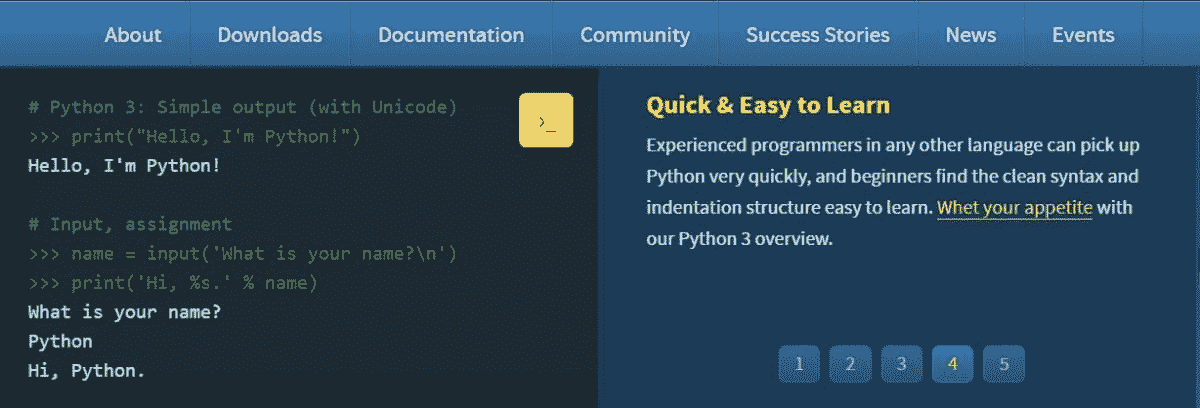 About Downloads Documentation Community Success Stories News Events
# Python 3: Simple output (with Unicode)
>>> print("Hello, I'm Python!")
Hello, I'm Python!
# Input, assignment
>>> name = input('What is your name?\n')
>>> print('Hi, %s.' % name)
What is your name?
Python
Hi, Python.
>_
Quick & Easy to Learn
Experienced programmers in any other language can pick up
Python very quickly, and beginners find the clean syntax and
indentation structure easy to learn. Whet your appetite with
our Python 3 overview.
1 2 3 4 5